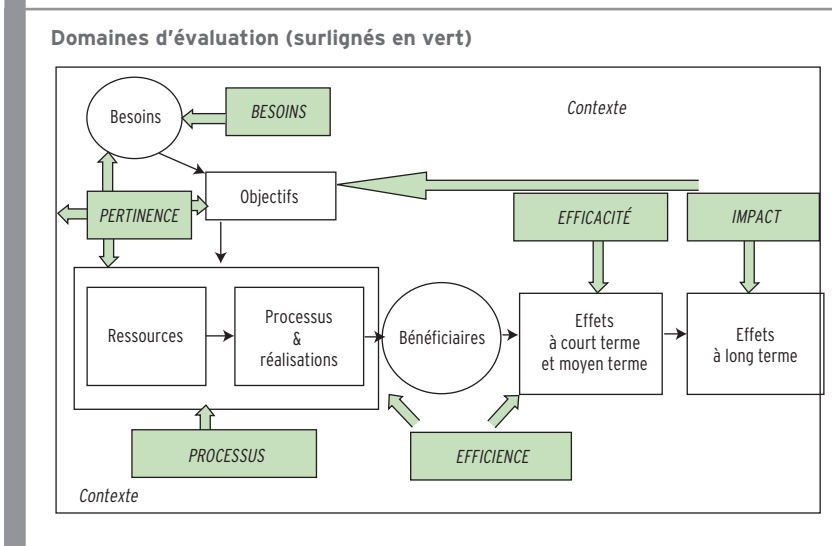 Domaines d'évaluation (surlignés en vert)
Besoins
BESOINS
Contexte
PERTINENCE
Objectifs
EFFICACITÉ
IMPACT
Ressources
Processus
&
réalisations
Bénéficiaires
Effets
à court terme
et moyen terme
Effets
à long terme
PROCESSUS
EFFICIENCE
Contexte